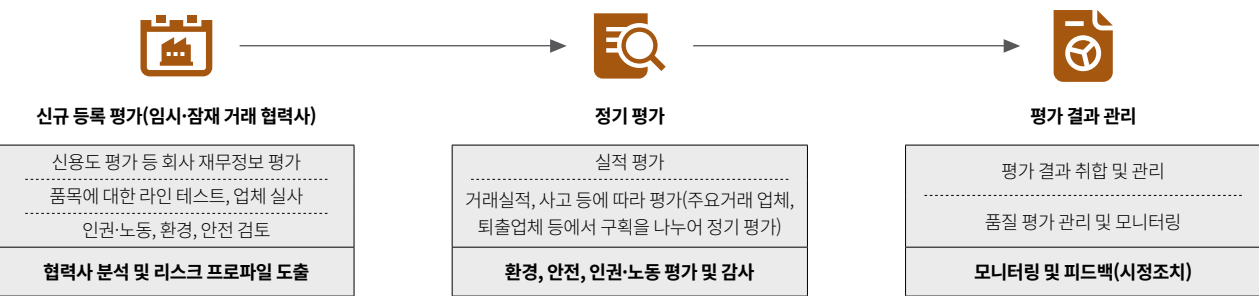 신규 등록 평가(임시·잠재 거래 협력사)
신용도 평가 등 회사 재무정보 평가
품목에 대한 라인 테스트, 업체 실사
인권·노동, 환경, 안전 검토
협력사 분석 및 리스크 프로파일 도출
정기 평가
실적 평가
거래실적, 사고 등에 따라 평가(주요거래 업체,
퇴출업체 등에서 구획을 나누어 정기 평가)
환경, 안전, 인권·노동 평가 및 감사
평가 결과 관리
평가 결과 취합 및 관리
품질 평가 관리 및 모니터링
모니터링 및 피드백(시정조치)